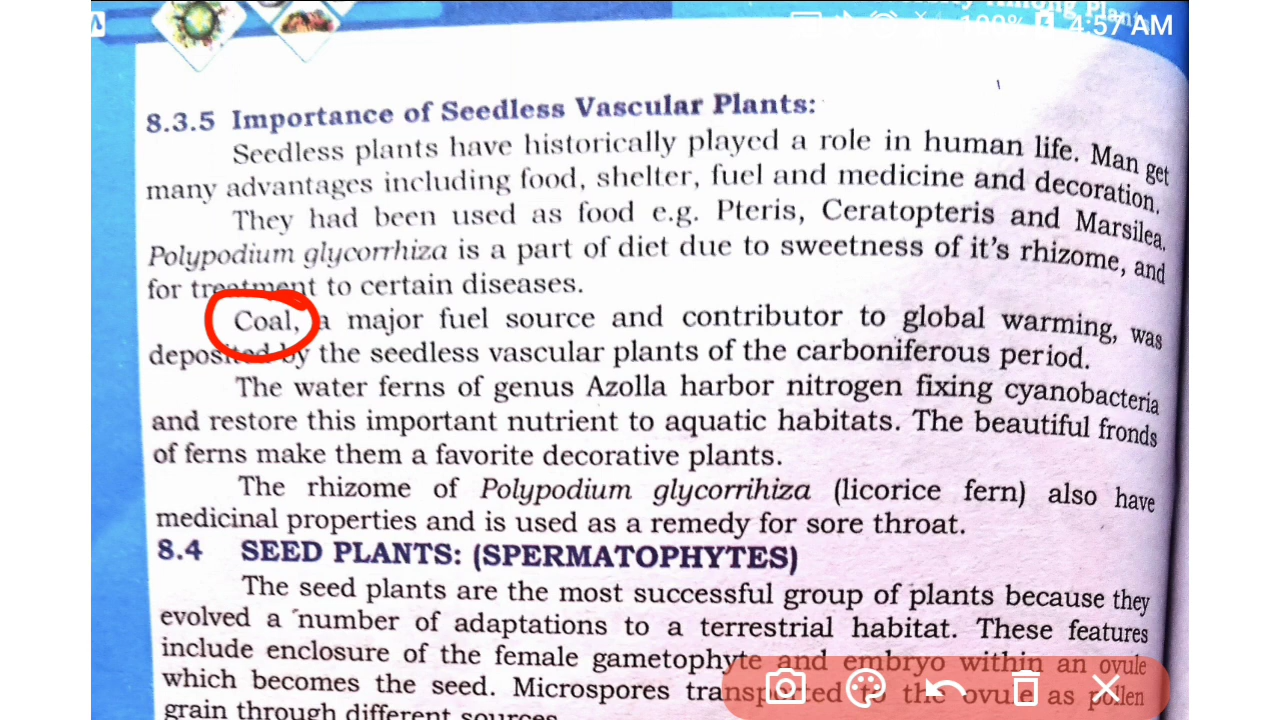 Among Plants
100% 4:57 AM
8.3.5 Importance of Seedless Vascular Plants:
Seedless plants have historically played a role in human life. Man get
many advantages including food, shelter, fuel and medicine and decoration.
They had been used as food e.g. Pteris, Ceratopteris and Marsilea.
Polypodium glycorrhiza is a part of diet due to sweetness of it's rhizome, and
for treatment to certain diseases.
Coal, a major fuel source and contributor to global warming, was
deposited by the seedless vascular plants of the carboniferous period.
The water ferns of genus Azolla harbor nitrogen fixing cyanobacteria
and restore this important nutrient to aquatic habitats. The beautiful fronds
of ferns make them a favorite decorative plants.
The rhizome of Polypodium glycorrihiza (licorice fern) also have
medicinal properties and is used as a remedy for sore throat.
8.4 SEED PLANTS: (SPERMATOPHYTES)
The seed plants are the most successful group of plants because they
evolved a number of adaptations to a terrestrial habitat. These features
include enclosure of the female gametophyte and embryo within an ovule
which becomes the seed. Microspores transported to the ovule as pollen
grain through different sources